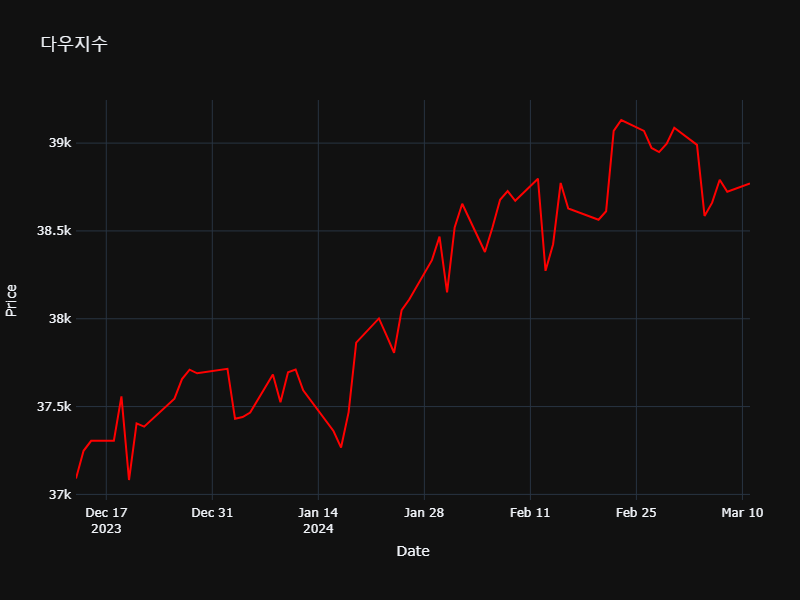 다우지수
39k
38.5k
38k
37.5k
37k
Price
Dec 17
2023
Dec 31
Jan 14
2024
Jan 28
Feb 11
Feb 25
Mar 10
Date